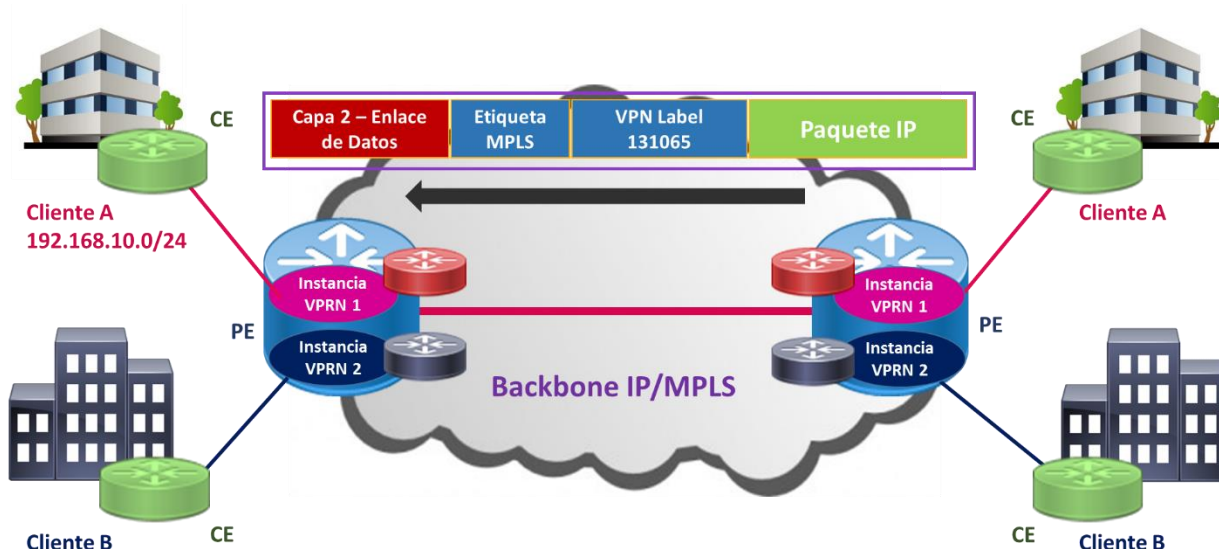 CE
Capa 2 – Enlace
de Datos
Etiqueta
MPLS
VPN Label
131065
Paquete IP
CE
Cliente A
192.168.10.0/24
Cliente A
Instancia
VPRN 1
Instancia
VPRN 1
PE
PE
Instancia
VPRN 2
Instancia
VPRN 2
Backbone IP/MPLS
CE
CE
Cliente B
Cliente B